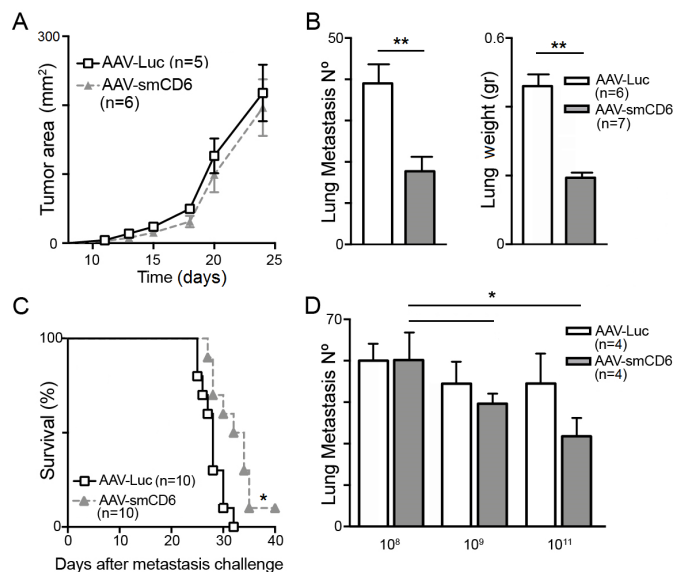 A
300
Tumor area (mm²)
0
AAV-Luc (n=5)
AAV-smCD6
(n=6)
10 15 20 25
Time (days)
B
50
Lung Metastasis Nº
0
**
0.6
Lung weight (gr)
0.0
**
AAV-Luc
(n=6)
AAV-smCD6
(n=7)
C
100
Survival (%)
0
AAV-Luc (n=10)
AAV-smCD6
(n=10)
*
0 20 30 40
Days after metastasis challenge
D
70
Lung Metastasis Nº
0
*
AAV-Luc
(n=4)
AAV-smCD6
(n=4)
10⁸ 10⁹ 10¹¹